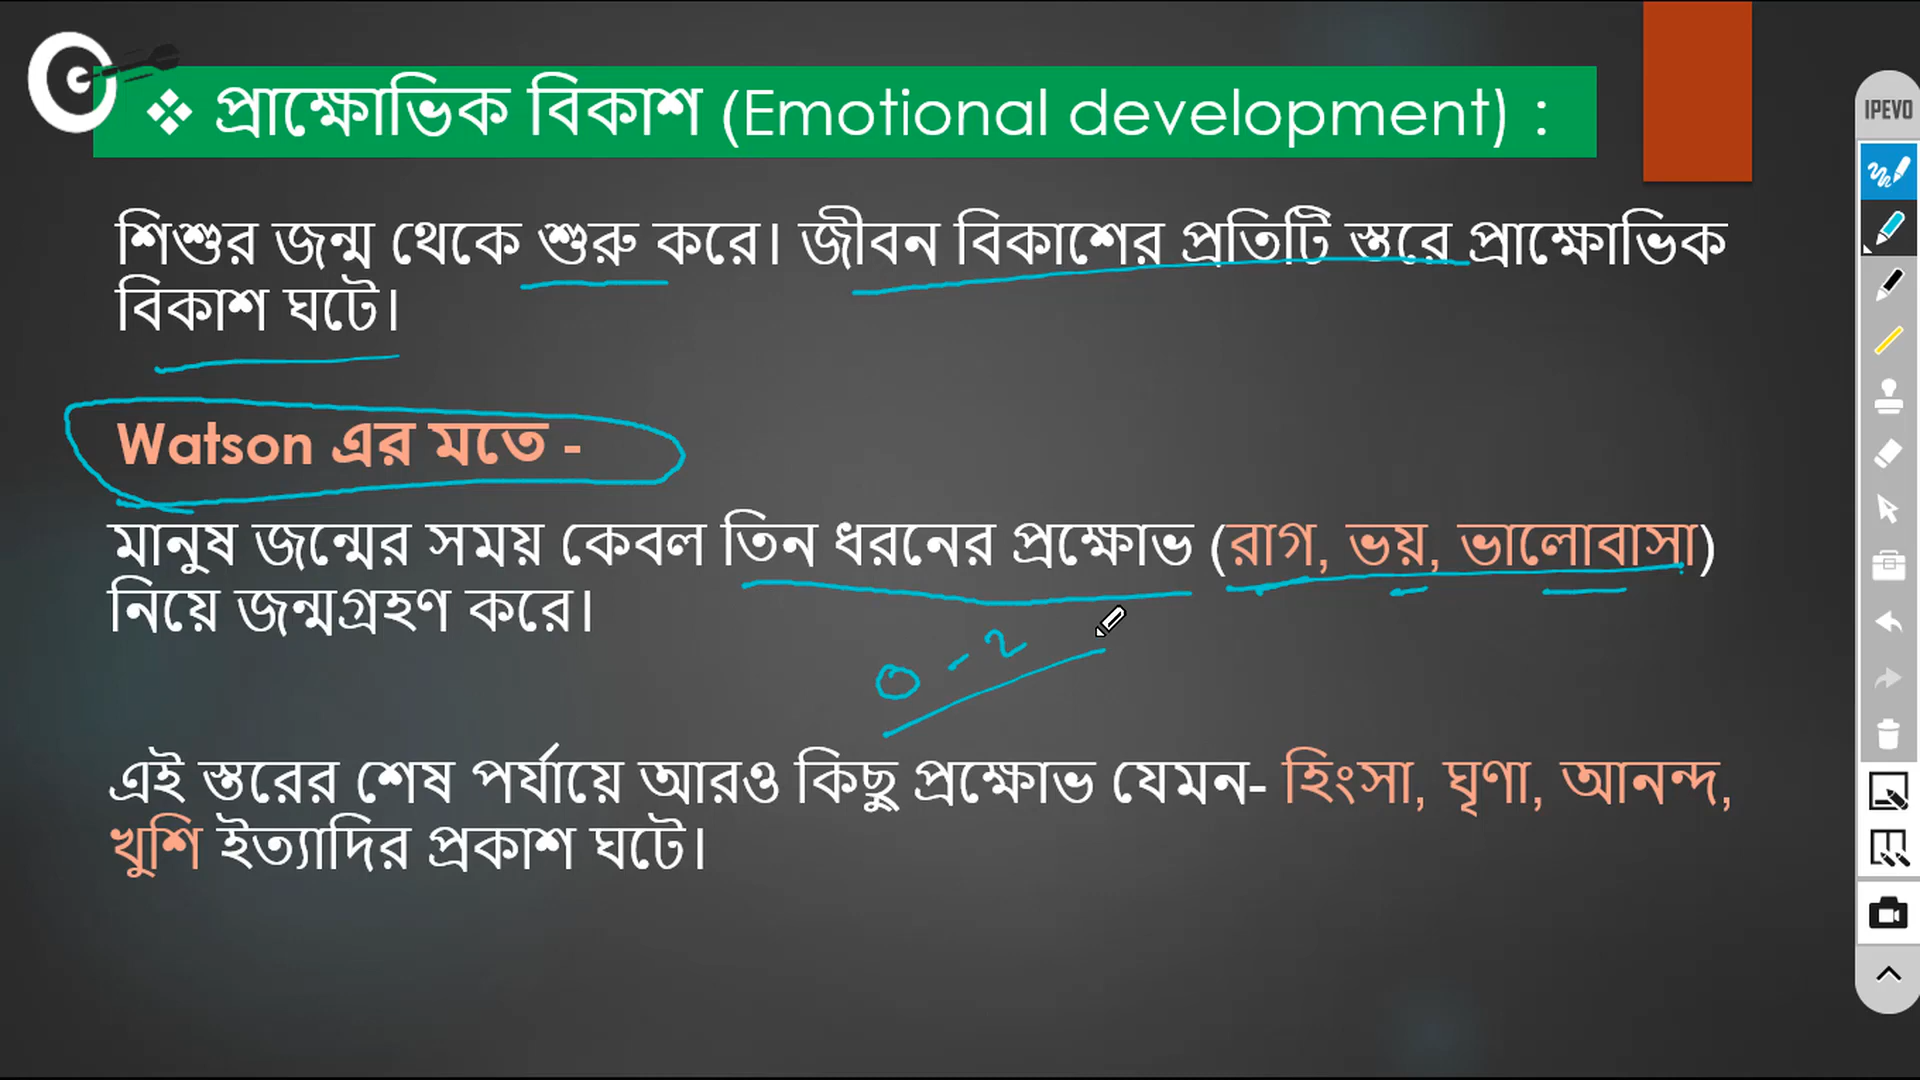 ❖ প্রাক্ষোভিক বিকাশ (Emotional development) :
শিশুর জন্ম থেকে শুরু করে। জীবন বিকাশের প্রতিটি স্তরে প্রাক্ষোভিক
বিকাশ ঘটে।
Watson এর মতে -
মানুষ জন্মের সময় কেবল তিন ধরনের প্রক্ষোভ (রাগ, ভয়, ভালোবাসা)
নিয়ে জন্মগ্রহণ করে।
0 - 2
এই স্তরের শেষ পর্যায়ে আরও কিছু প্রক্ষোভ যেমন- হিংসা, ঘৃণা, আনন্দ,
খুশি ইত্যাদির প্রকাশ ঘটে।
IPEVO